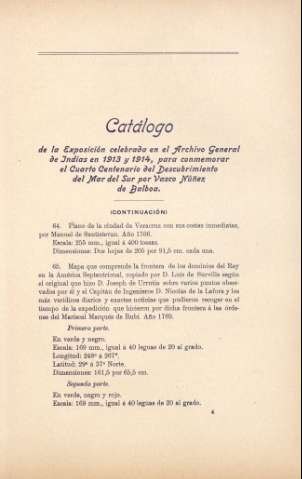 Catálogo
de la Exposición celebrada en el Archivo General
de Indias en 1913 y 1914, para conmemorar
el Cuarto Centenario del Descubrimiento
del Mar del Sur por Vasco Núñez
de Balboa.
(CONTINUACIÓN)
64. Plano de la ciudad de Veracruz con sus costas inmediatas,
por Manuel de Santisteban. Año 1766.
Escala: 255 mm., igual á 400 toesas.
Dimensiones: Dos hojas de 205 por 91,5 cm. cada una.
65. Mapa que comprende la frontera de los dominios del Rey
en la América Septentrional, copiado por D. Luis de Surville según
el original que hizo D. Joseph de Urrutia sobre varios puntos obser-
vados por él y el Capitán de Ingenieros D. Nicolás de la Lafora y los
más verídicos diarios y exactas noticias que pudieron recoger en el
tiempo de la expedición que hicieron por dicha frontera á las órde-
nes del Mariscal Marqués de Rubí. Año 1769.
Primera parte.
En verde y negro.
Escala: 169 mm., igual á 40 leguas de 20 al grado.
Longitud: 248º á 267º.
Latitud: 29º á 37º Norte.
Dimensiones: 161,5 por 65,5 cm.
Segunda parte.
En verde, negro y rojo.
Escala: 168 mm., igual á 40 leguas de 20 al grado.
4